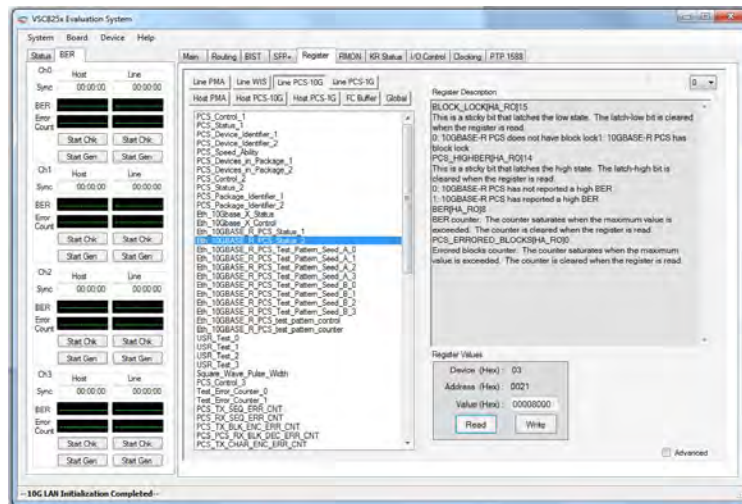 VSC825x Evaluation System
System Board Device Help
Status BER
Ch0 Host Line
Sync 00:00:00 00:00:00
BER
Error Count
Start Chk Start Chk
Start Gen Start Gen
Ch1 Host Line
Sync 00:00:00 00:00:00
BER
Error Count
Start Chk Start Chk
Start Gen Start Gen
Ch2 Host Line
Sync 00:00:00 00:00:00
BER
Error Count
Start Chk Start Chk
Start Gen Start Gen
Ch3 Host Line
Sync 00:00:00 00:00:00
BER
Error Count
Start Chk Start Chk
Start Gen Start Gen
Main Routing BIST SFP+ Register RMON KR Status I/O Control Clocking PTP 1588
Line PMA Line WIS Line PCS-10G Line PCS-1G
Host PMA Host PCS-10G Host PCS-1G FC Buffer Global
PCS_Control_1
PCS_Status_1
PCS_Device_Identifier_1
PCS_Device_Identifier_2
PCS_Speed_Ability
PCS_Devices_in_Package_1
PCS_Devices_in_Package_2
PCS_Control_2
PCS_Status_2
PCS_Package_Identifier_1
PCS_Package_Identifier_2
Eth_10Gbase_X_Status
Eth_10Gbase_X_Control
Eth_10GBASE_R_PCS_Status_1
Eth_10GBASE_R_PCS_Status_2
Eth_10GBASE_R_PCS_Test_Pattern_Seed_A_0
Eth_10GBASE_R_PCS_Test_Pattern_Seed_A_1
Eth_10GBASE_R_PCS_Test_Pattern_Seed_A_2
Eth_10GBASE_R_PCS_Test_Pattern_Seed_A_3
Eth_10GBASE_R_PCS_Test_Pattern_Seed_B_0
Eth_10GBASE_R_PCS_Test_Pattern_Seed_B_1
Eth_10GBASE_R_PCS_Test_Pattern_Seed_B_2
Eth_10GBASE_R_PCS_Test_Pattern_Seed_B_3
Eth_10GBASE_R_PCS_test_pattern_control
Eth_10GBASE_R_PCS_test_pattern_counter
USR_Test_0
USR_Test_1
USR_Test_2
USR_Test_3
Square_Wave_Pulse_Width
PCS_Control_3
Test_Error_Counter_0
Test_Error_Counter_1
PCS_TX_SEQ_ERR_CNT
PCS_RX_SEQ_ERR_CNT
PCS_TX_BLK_ENC_ERR_CNT
PCS_PCS_RX_BLK_DEC_ERR_CNT
PCS_TX_CHAR_ENC_ERR_CNT
0
Register Description
BLOCK_LOCK[HA_RO]15
This is a sticky bit that latches the low state. The latch-low bit is cleared
when the register is read.
0: 10GBASE-R PCS does not have block lock1: 10GBASE-R PCS has
block lock
PCS_HIGHBER[HA_RO]14
This is a sticky bit that latches the high state. The latch-high bit is
cleared when the register is read.
0: 10GBASE-R PCS has not reported a high BER
1: 10GBASE-R PCS has reported a high BER
BER[HA_RO]8
BER counter. The counter saturates when the maximum value is
exceeded. The counter is cleared when the register is read.
PCS_ERRORED_BLOCKS[HA_RO]0
Errored blocks counter. The counter saturates when the maximum
value is exceeded. The counter is cleared when the register is read.
Register Values
Device (Hex) : 03
Address (Hex) : 0021
Value (Hex) : 00008000
Read Write
Advanced
--10G LAN Initialization Completed--